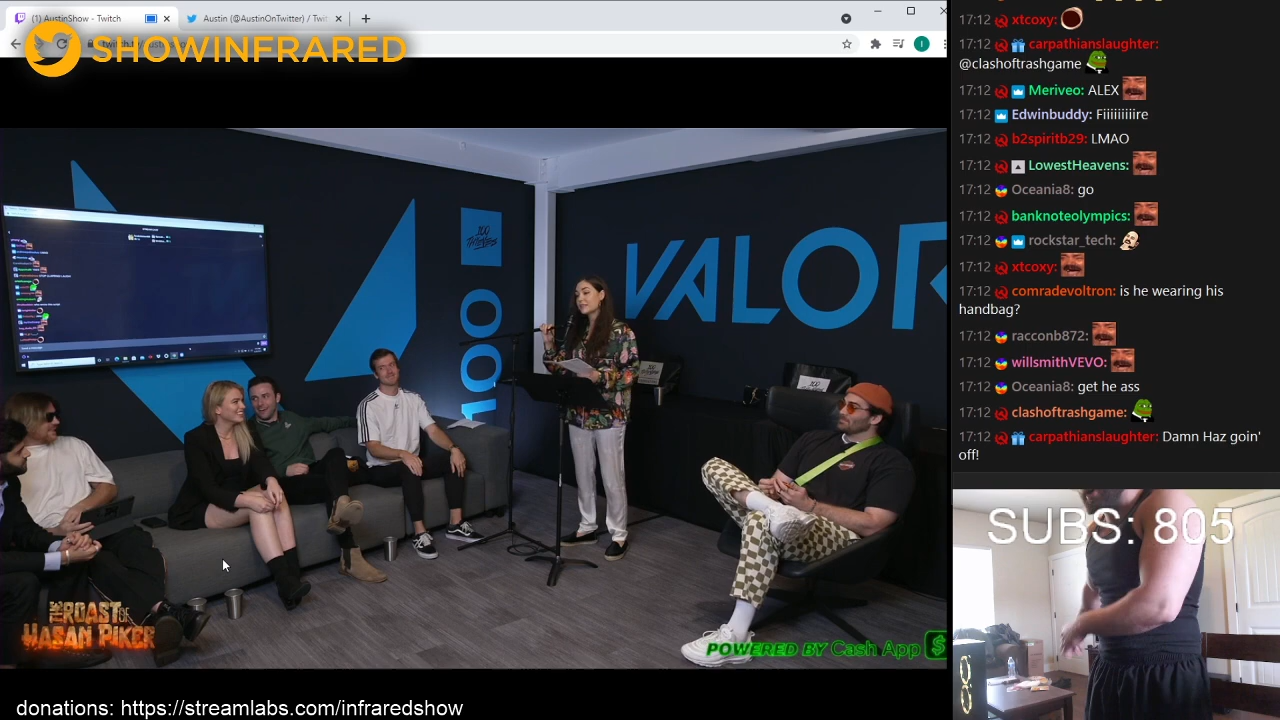 (1) AustinShow - Twitch
Austin (@AustinOnTwitter) / Twit
SHOWINFRARED
100
100
THIEVES
VALOR
THE ROAST OF
HASAN PIKER
POWERED BY Cash App $
donations: https://streamlabs.com/infraredshow
17:12 xtcoxy:
17:12 carpathianslaughter:
@clashoftrashgame
17:12 Meriveo: ALEX
17:12 Edwinbuddy: Fiiiiiiiiire
17:12 b2spiritb29: LMAO
17:12 LowestHeavens:
17:12 Oceania8: go
17:12 banknoteolympics:
17:12 rockstar_tech:
17:12 xtcoxy:
17:12 comradevoltron: is he wearing his
handbag?
17:12 racconb872:
17:12 willsmithVEVO:
17:12 Oceania8: get he ass
17:12 clashoftrashgame:
17:12 carpathianslaughter: Damn Haz goin'
off!
SUBS: 805